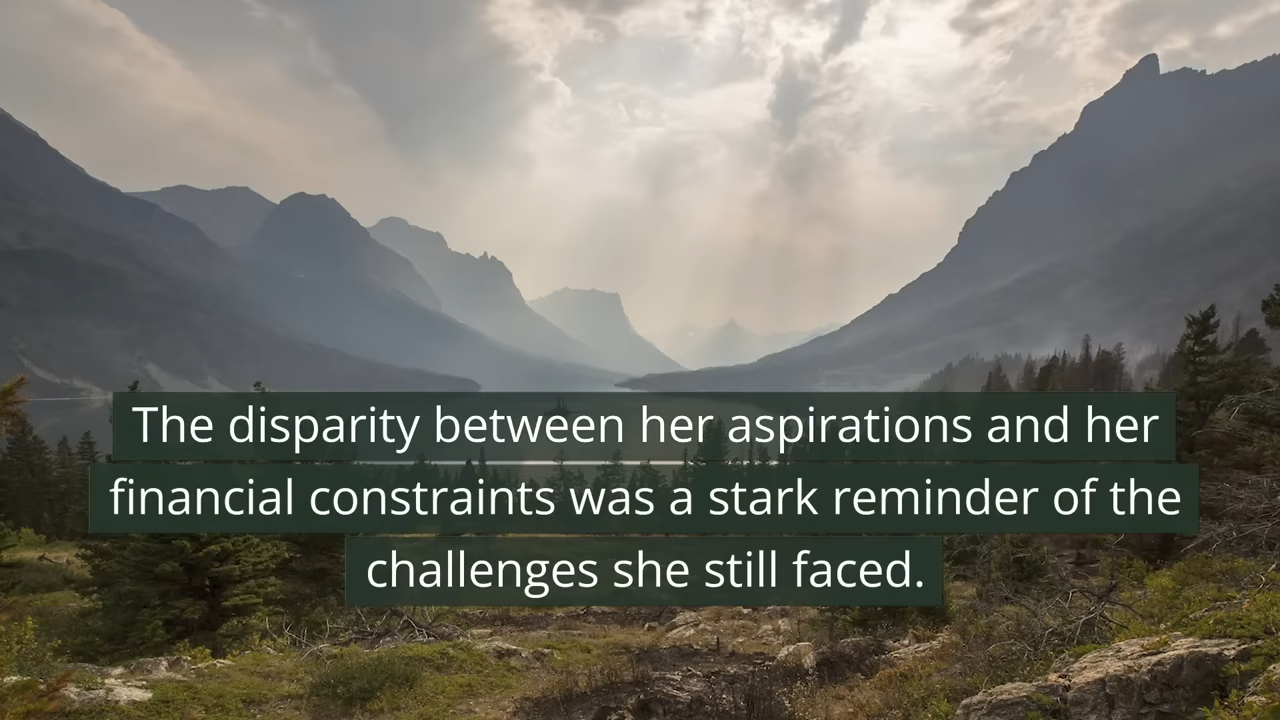 The disparity between her aspirations and her
financial constraints was a stark reminder of the
challenges she still faced.